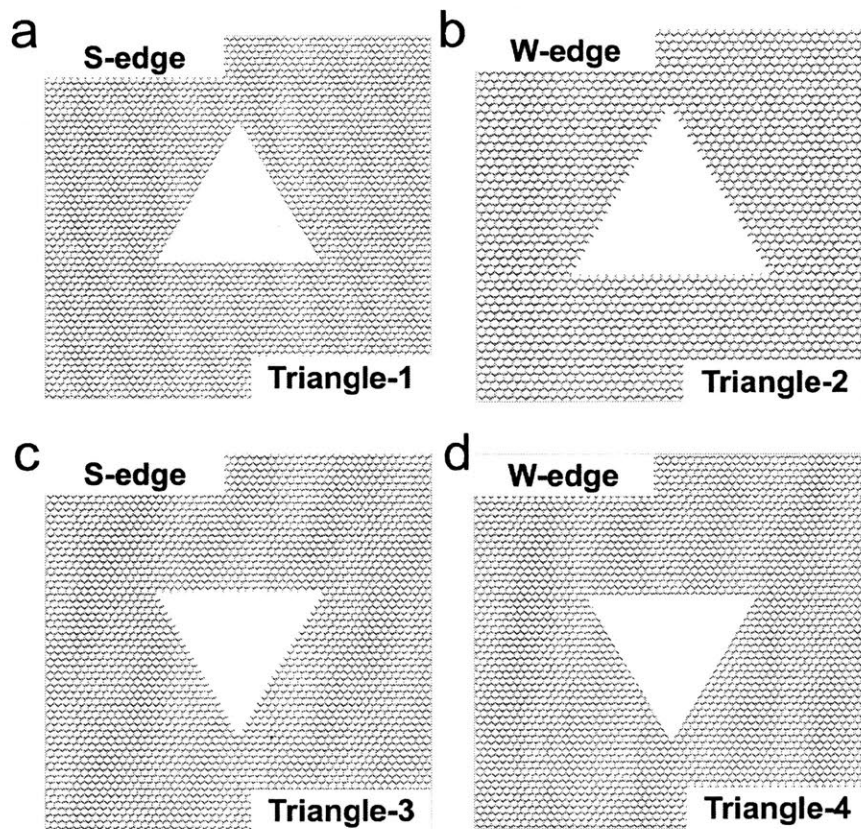 a
S-edge
Triangle-1
b
W-edge
Triangle-2
c
S-edge
Triangle-3
d
W-edge
Triangle-4